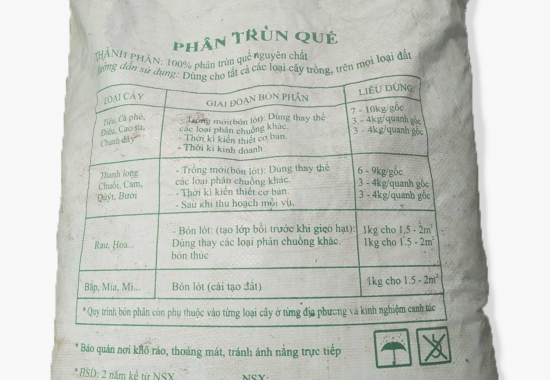 PHÂN TRÙN QUẾ
THÀNH PHẦN: 100% phân trùn quế nguyên chất
Hướng dẫn sử dụng: Dùng cho tất cả các loại cây trồng, trên mọi loại đất
LOẠI CÂY GIAI ĐOẠN BÓN PHÂN LIỀU DÙNG
Tiêu, Cà phê,
Điều, Cao su,
Chanh dây
- Trồng mới(bón lót): Dùng thay thế
các loại phân chuồng khác.
- Thời kì kiến thiết cơ bản.
- Thời kì kinh doanh
7 - 10kg/gốc
3 - 4kg/quanh gốc
3 - 4kg/quanh gốc
Thanh long
Chuối, Cam,
Quýt, Bưởi
- Trồng mới(bón lót): Dùng thay thế
các loại phân chuồng khác.
- Thời kì kiến thiết cơ bản.
- Sau khi thu hoạch mỗi vụ.
6 - 9kg/gốc
3 - 4kg/quanh gốc
3 - 4kg/quanh gốc
Rau, Hoa...
- Bón lót: (tạo lớp bồi trước khi gieo hạt):
Dùng thay các loại phân chuồng khác.
bón thúc
1kg cho 1,5 - 2m²
1kg cho 1,5 - 2m²
Bắp, Mía, Mì... Bón lót (cải tạo đất) 1kg cho 1,5 - 2m²
* Quy trình bón phân còn phụ thuộc vào từng loại cây ở từng địa phương và kinh nghiệm canh tác
* Bảo quản nơi khô ráo, thoáng mát, tránh ánh nắng trực tiếp
* HSD: 2 năm kể từ NSX NSX: